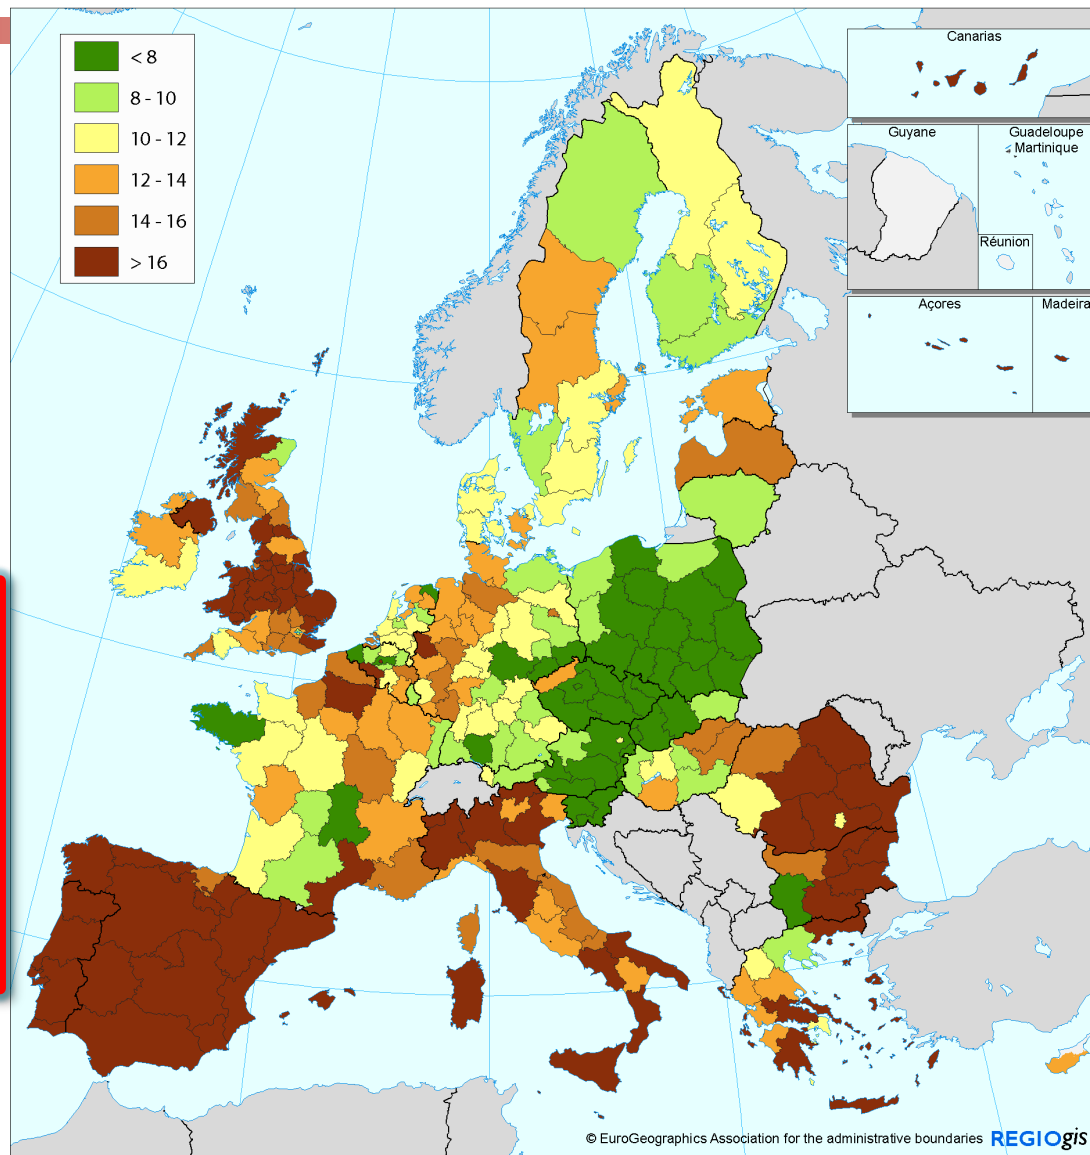 < 8
8 - 10
10 - 12
12 - 14
14 - 16
> 16
Canarias
Guyane
Guadeloupe
Martinique
Réunion
Açores
Madeira
© EuroGeographics Association for the administrative boundaries
REGIOgis